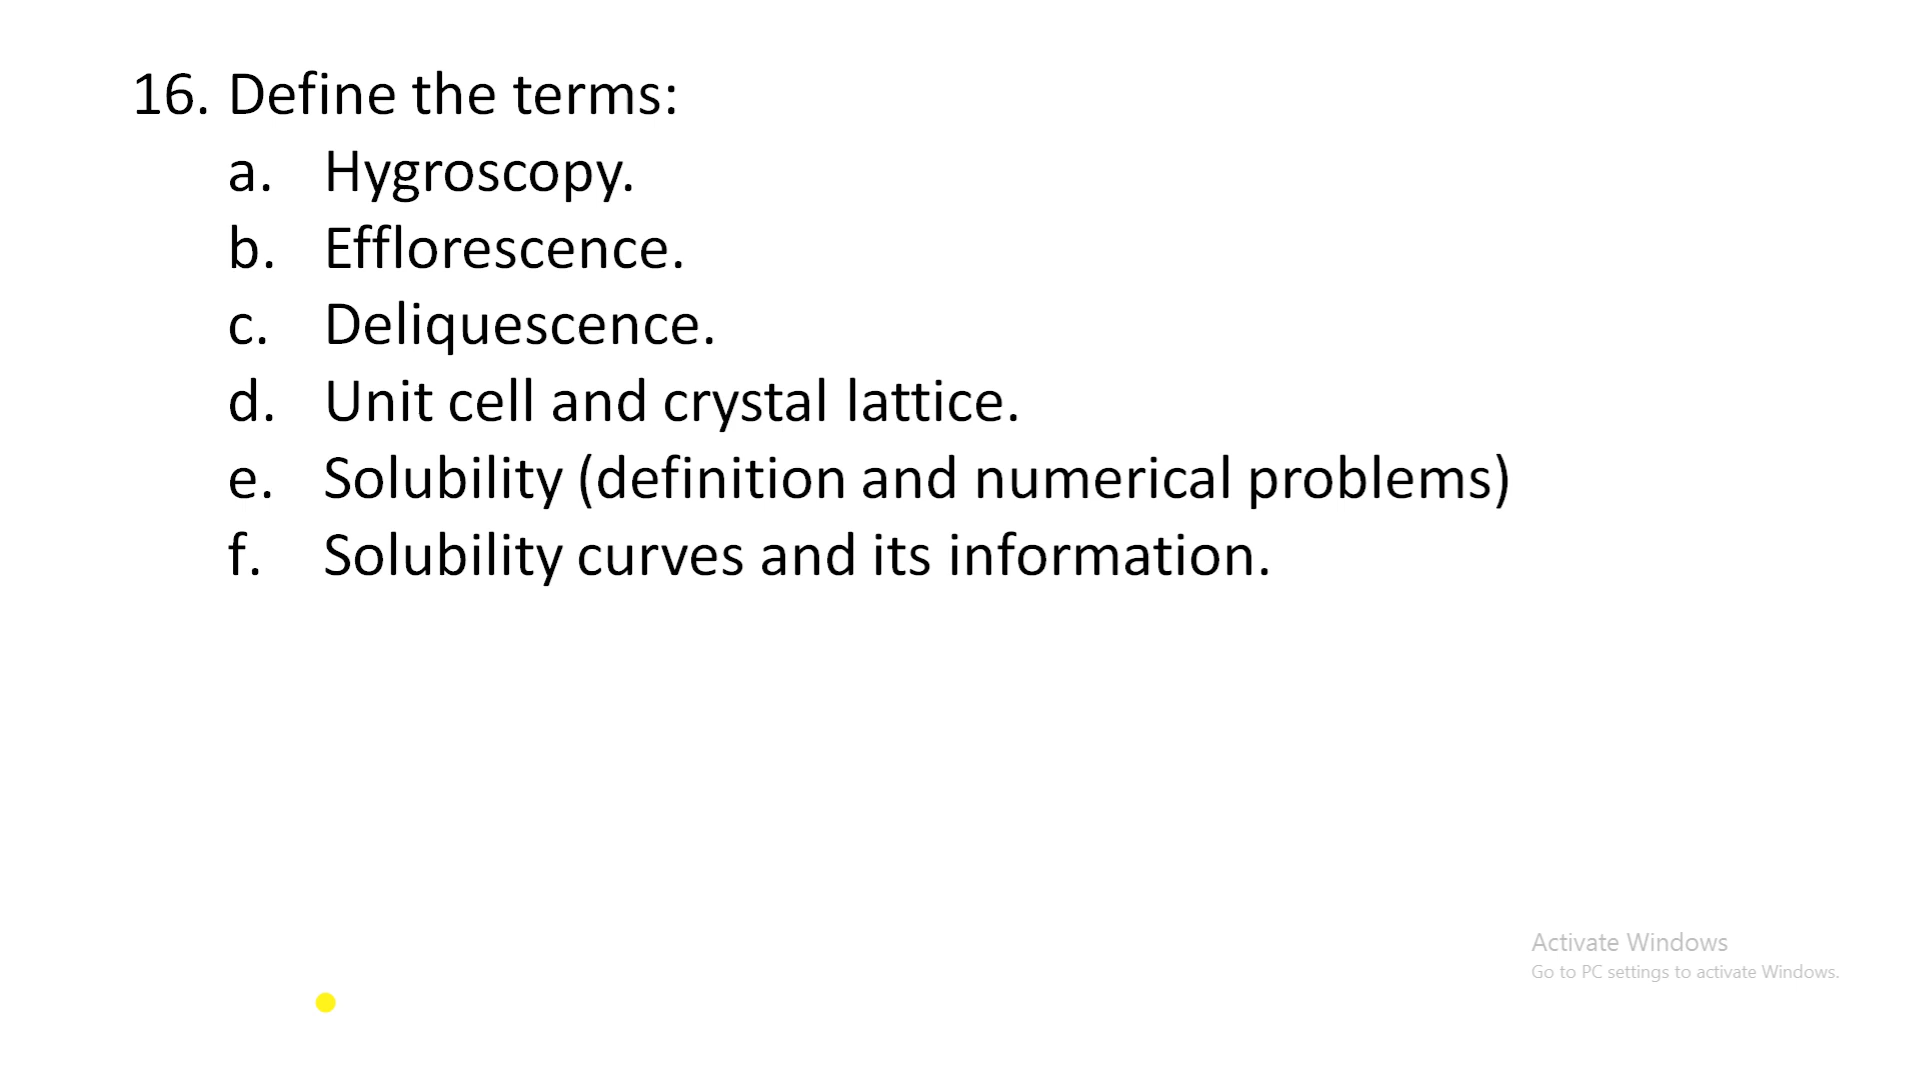 16. Define the terms:
a. Hygroscopy.
b. Efflorescence.
c. Deliquescence.
d. Unit cell and crystal lattice.
e. Solubility (definition and numerical problems)
f. Solubility curves and its information.
Activate Windows
Go to PC settings to activate Windows.